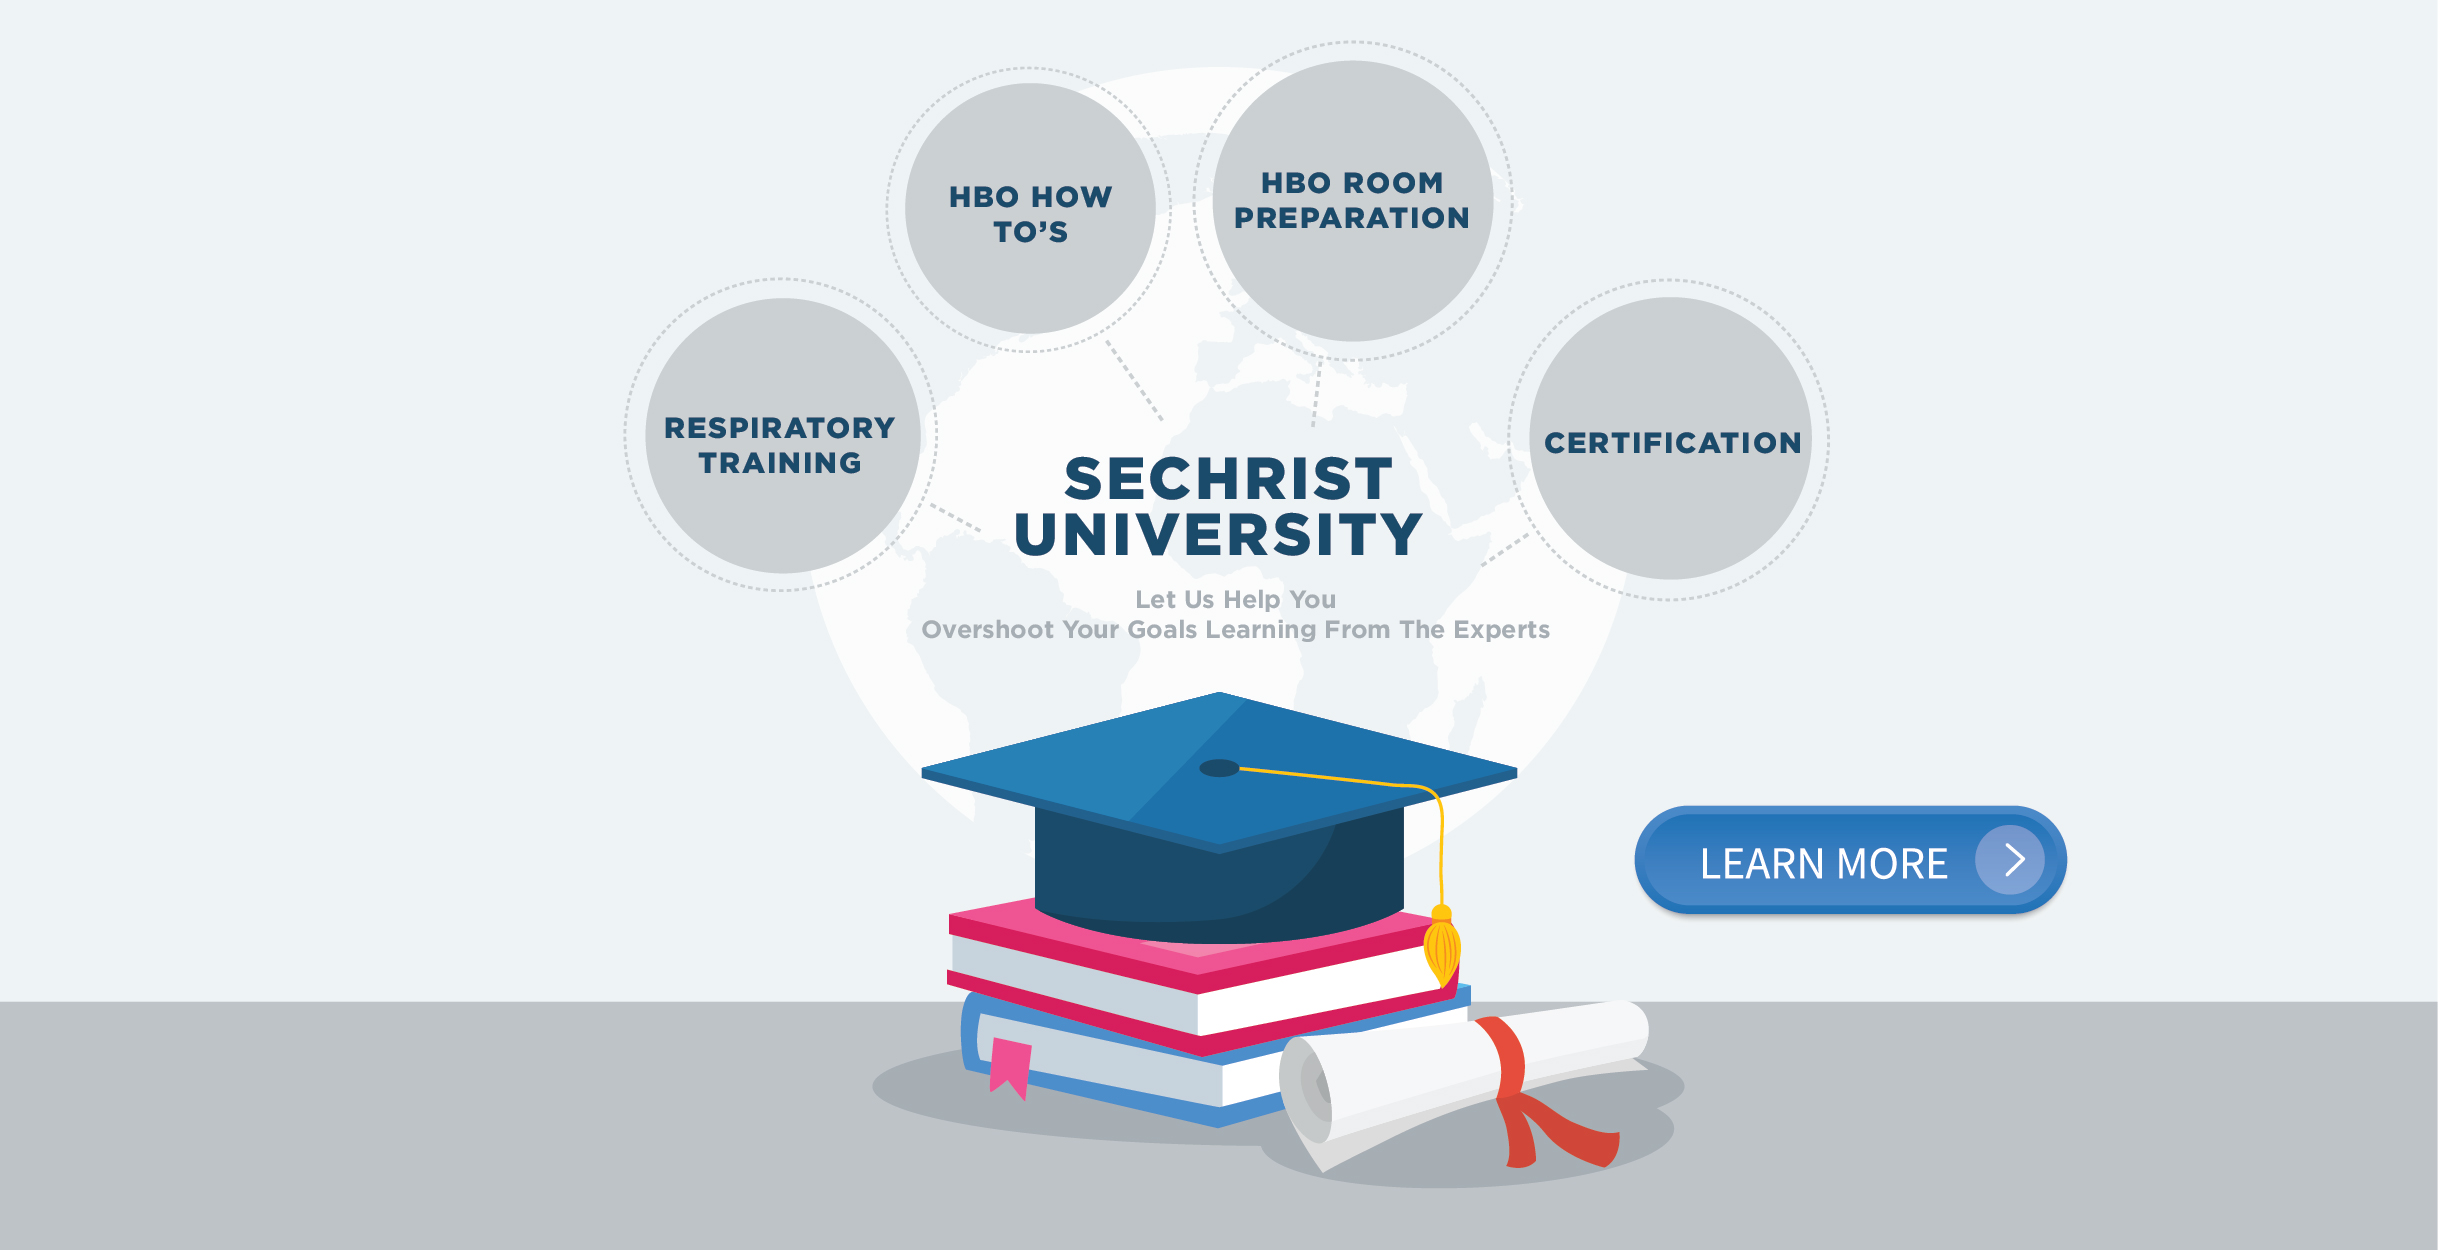 HBO HOW
TO’S
HBO ROOM
PREPARATION
RESPIRATORY
TRAINING
CERTIFICATION
SECHRIST
UNIVERSITY
Let Us Help You
Overshoot Your Goals Learning From The Experts
LEARN MORE